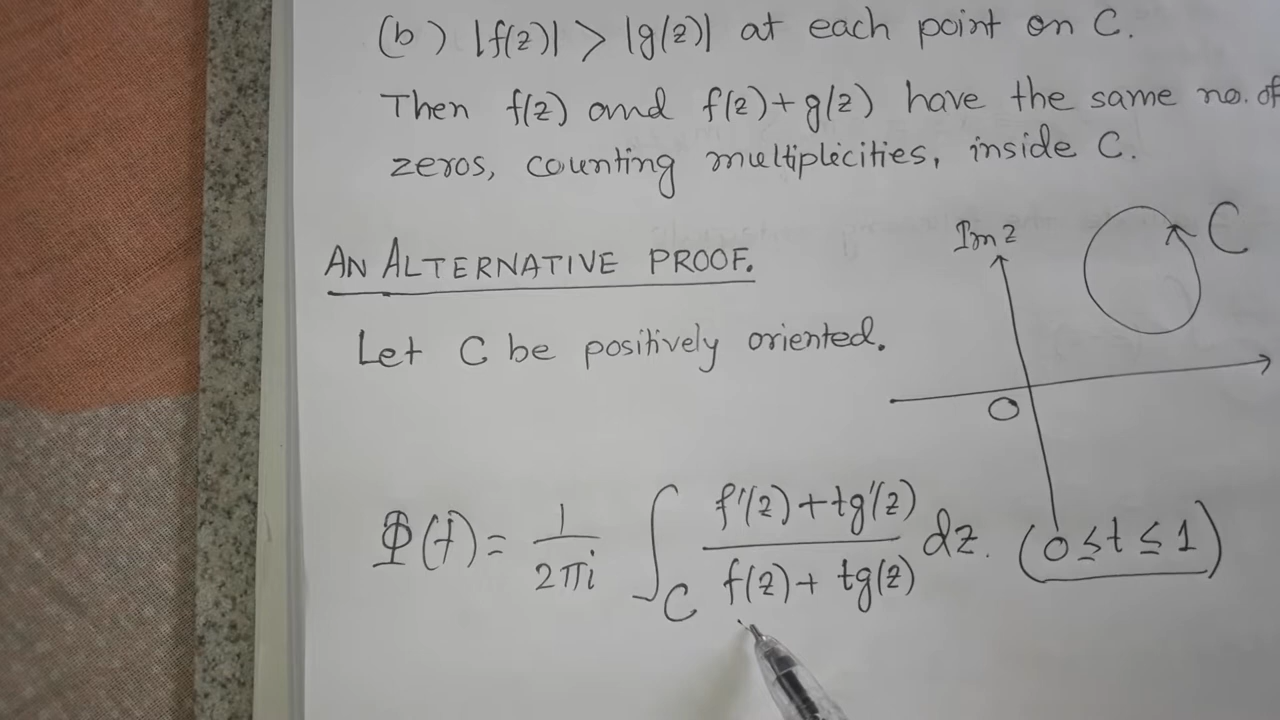 (b) |f(z)| > |g(z)| at each point on C.
Then f(z) and f(z)+g(z) have the same no. of
zeros, counting multiplicities, inside C.
AN ALTERNATIVE PROOF.
Im z
C
Let C be positively oriented.
O
Φ(t) = 1/2πi ∫_C f'(z)+tg'(z)/f(z)+tg(z) dz. (0≤t≤1)